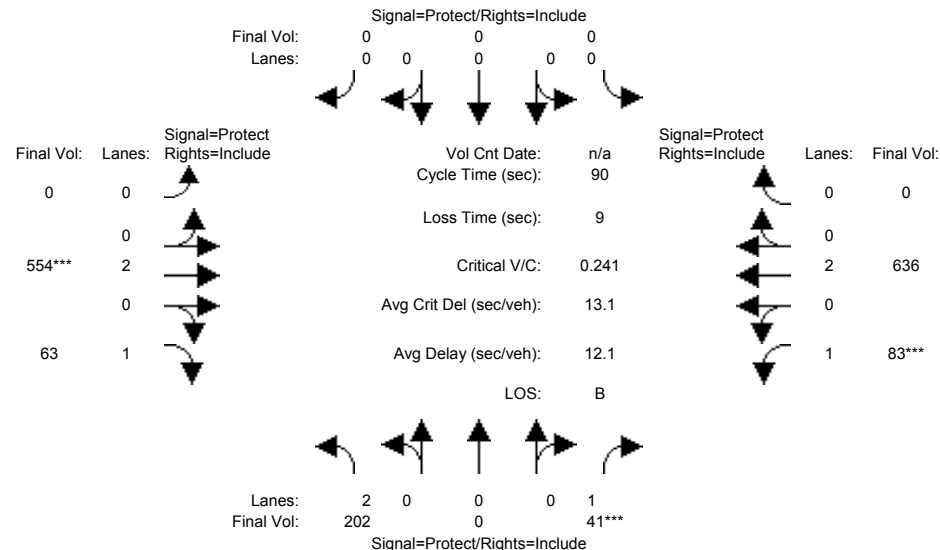 Signal=Protect/Rights=Include
Final Vol: 0 0 0
Lanes: 0 0 0 0 0
Signal=Protect Signal=Protect
Final Vol: Lanes: Rights=Include Vol Cnt Date: n/a Rights=Include Lanes: Final Vol:
Cycle Time (sec): 90
0 0 0 0
Loss Time (sec): 9
0 0
554*** 2 Critical V/C: 0.241 2 636
0 Avg Crit Del (sec/veh): 13.1 0
63 1 Avg Delay (sec/veh): 12.1 1 83***
LOS: B
Lanes: 2 0 0 0 1
Final Vol: 202 0 41***
Signal=Protect/Rights=Include